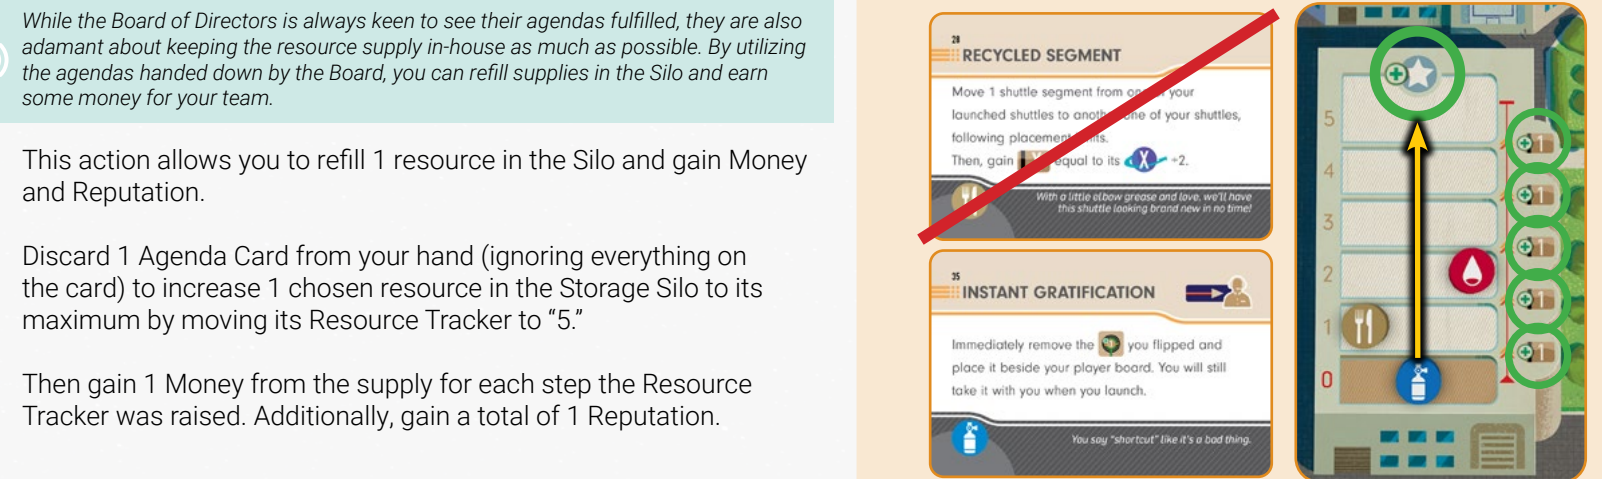 While the Board of Directors is always keen to see their agendas fulfilled, they are also
adamant about keeping the resource supply in-house as much as possible. By utilizing
the agendas handed down by the Board, you can refill supplies in the Silo and earn
some money for your team.
This action allows you to refill 1 resource in the Silo and gain Money
and Reputation.
Discard 1 Agenda Card from your hand (ignoring everything on
the card) to increase 1 chosen resource in the Storage Silo to its
maximum by moving its Resource Tracker to “5.”
Then gain 1 Money from the supply for each step the Resource
Tracker was raised. Additionally, gain a total of 1 Reputation.
28
RECYCLED SEGMENT
Move 1 shuttle segment from your
launched shuttles to one of your shuttles,
following
Then, gain equal to its X ÷2.
With a little elbow grease and love, we'll have
this shuttle looking brand new in no time!
35
INSTANT GRATIFICATION
Immediately remove the you flipped and
place it beside your player board. You will still
take it with you when you launch.
You say "shortcut" like it's a bad thing.
5
4
3
2
1
0
+1
+1
+1
+1
+1